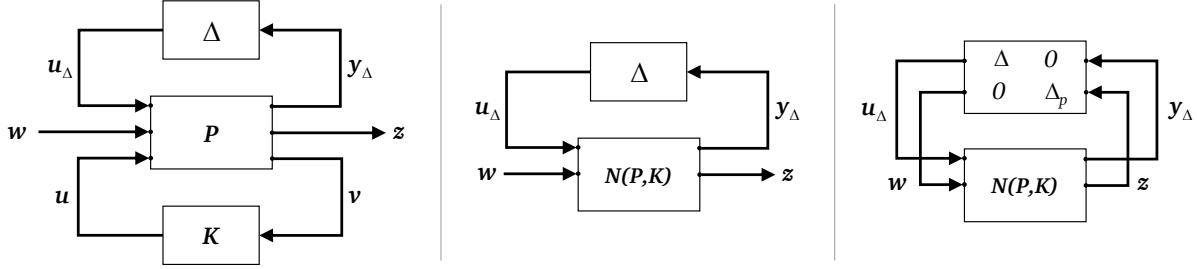 Δ
u_Δ y_Δ
w P z
u v
K
Δ
u_Δ y_Δ
w N(P,K) z
Δ 0
0 Δ_p
u_Δ y_Δ
w N(P,K) z